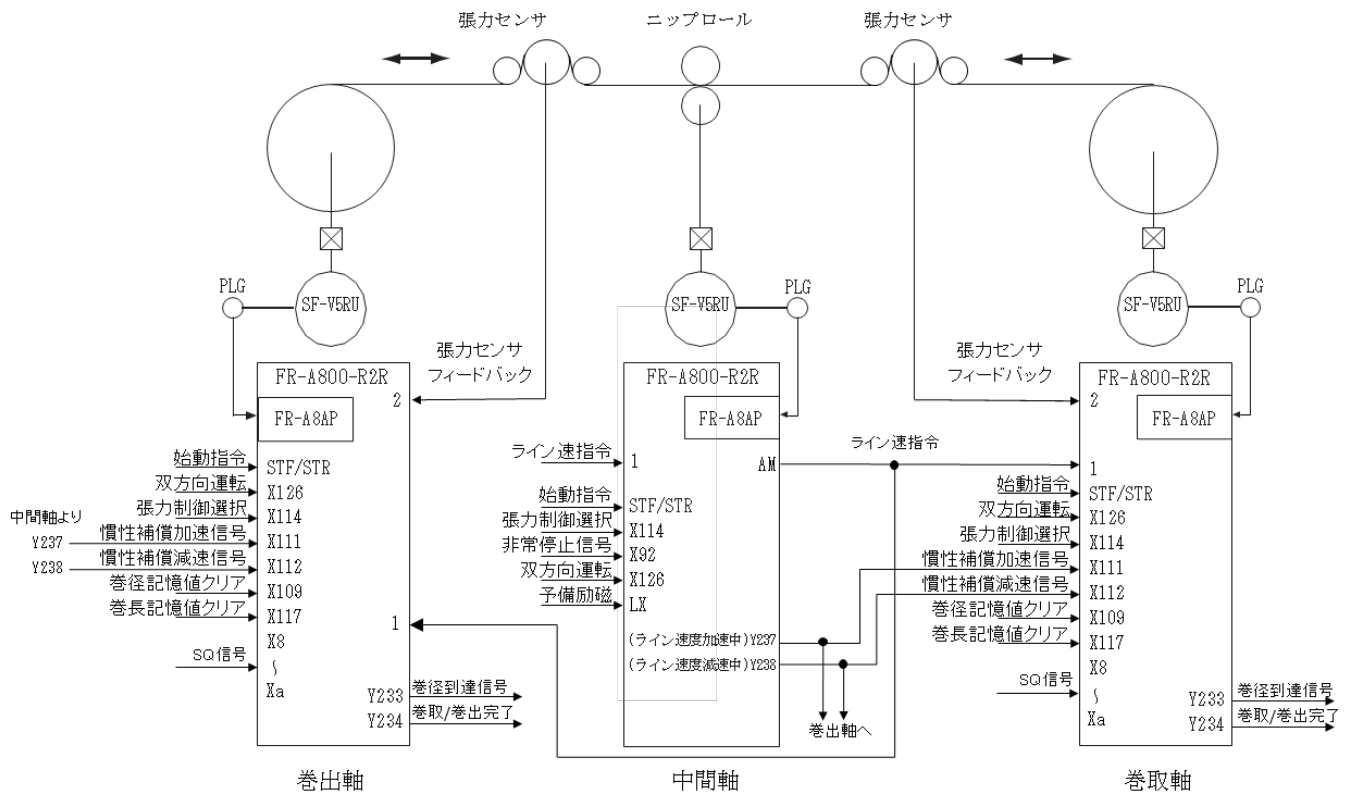 張力センサ
ニップロール
張力センサ
PLG
SF-V5RU
SF-V5RU
PLG
SF-V5RU
PLG
張力センサ
フィードバック
張力センサ
フィードバック
FR-A800-R2R
2
FR-A8AP
始動指令
STF/STR
双方向運転
X126
張力制御選択
X114
中間軸より
Y237
慣性補償加速信号
X111
Y238
慣性補償減速信号
X112
巻径記憶値クリア
X109
巻長記憶値クリア
X117
1
X8
SQ信号
~
Xa
Y233
巻径到達信号
Y234
巻取/巻出完了
巻出軸
FR-A800-R2R
FR-A8AP
ライン速指令
1
AM
ライン速指令
始動指令
STF/STR
張力制御選択
X114
非常停止信号
X92
双方向運転
X126
予備励磁
LX
(ライン速度加速中)Y237
(ライン速度減速中)Y238
巻出軸へ
中間軸
FR-A800-R2R
2
FR-A8AP
1
始動指令
STF/STR
双方向運転
X126
張力制御選択
X114
慣性補償加速信号
X111
慣性補償減速信号
X112
巻径記憶値クリア
X109
巻長記憶値クリア
X117
X8
SQ信号
~
Xa
Y233
巻径到達信号
Y234
巻取/巻出完了
巻取軸